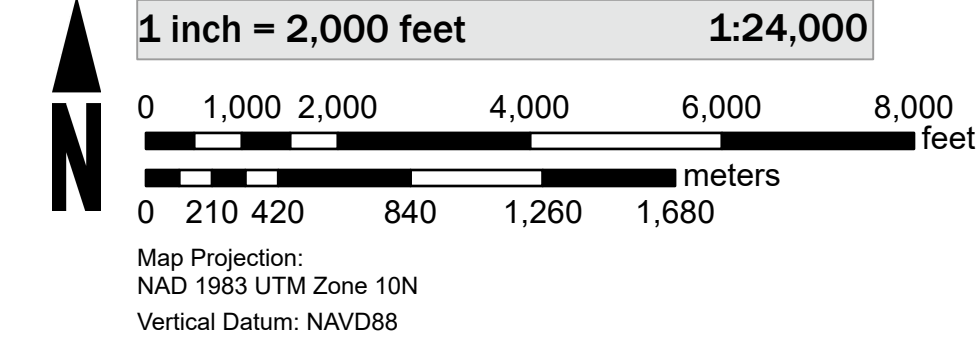 1 inch = 2,000 feet 1:24,000
0 1,000 2,000 4,000 6,000 8,000
feet
meters
0 210 420 840 1,260 1,680
N
Map Projection:
NAD 1983 UTM Zone 10N
Vertical Datum: NAVD88